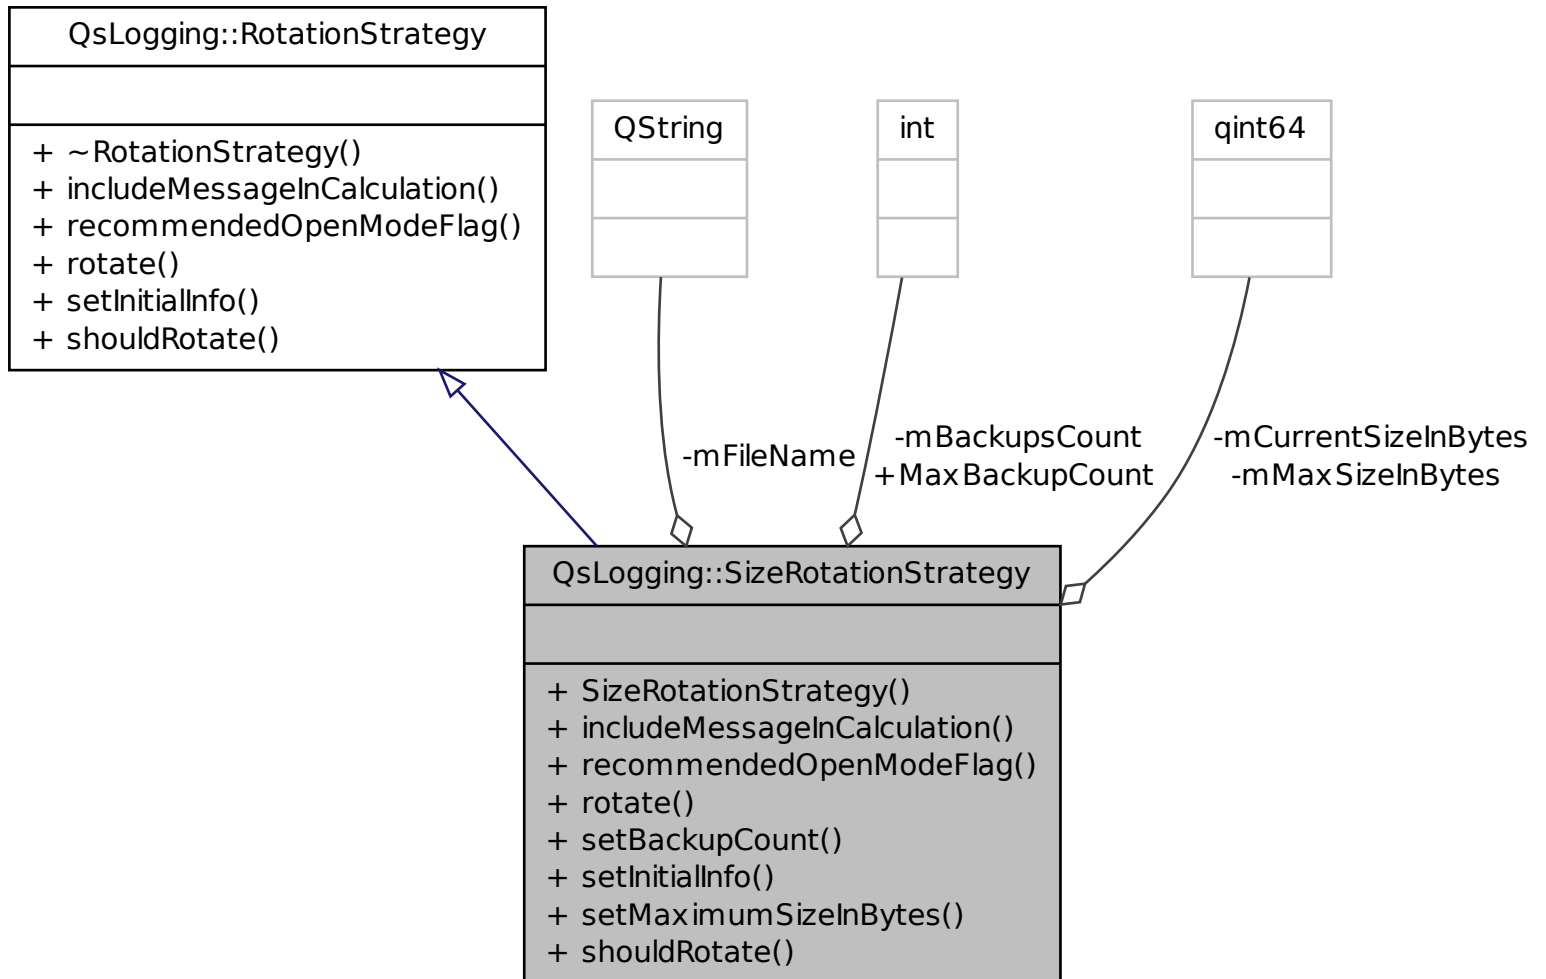 QsLogging::RotationStrategy
+ ~RotationStrategy()
+ includeMessageInCalculation()
+ recommendedOpenModeFlag()
+ rotate()
+ setInitialInfo()
+ shouldRotate()
QString
int
qint64
-mFileName
-mBackupsCount
+MaxBackupCount
-mCurrentSizeInBytes
-mMaxSizeInBytes
QsLogging::SizeRotationStrategy
+ SizeRotationStrategy()
+ includeMessageInCalculation()
+ recommendedOpenModeFlag()
+ rotate()
+ setBackupCount()
+ setInitialInfo()
+ setMaximumSizeInBytes()
+ shouldRotate()